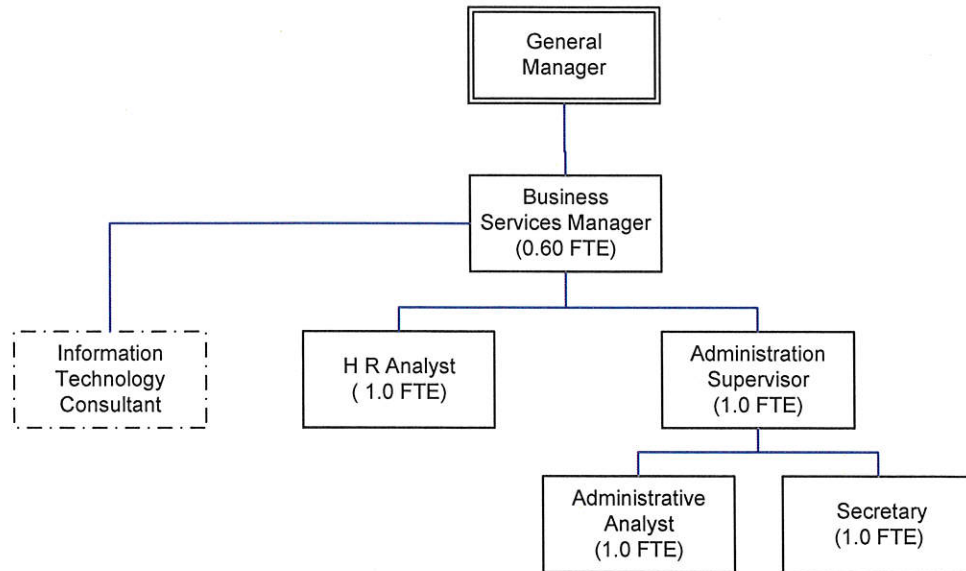 General
Manager
Business
Services Manager
(0.60 FTE)
Information
Technology
Consultant
H R Analyst
( 1.0 FTE)
Administration
Supervisor
(1.0 FTE)
Administrative
Analyst
(1.0 FTE)
Secretary
(1.0 FTE)